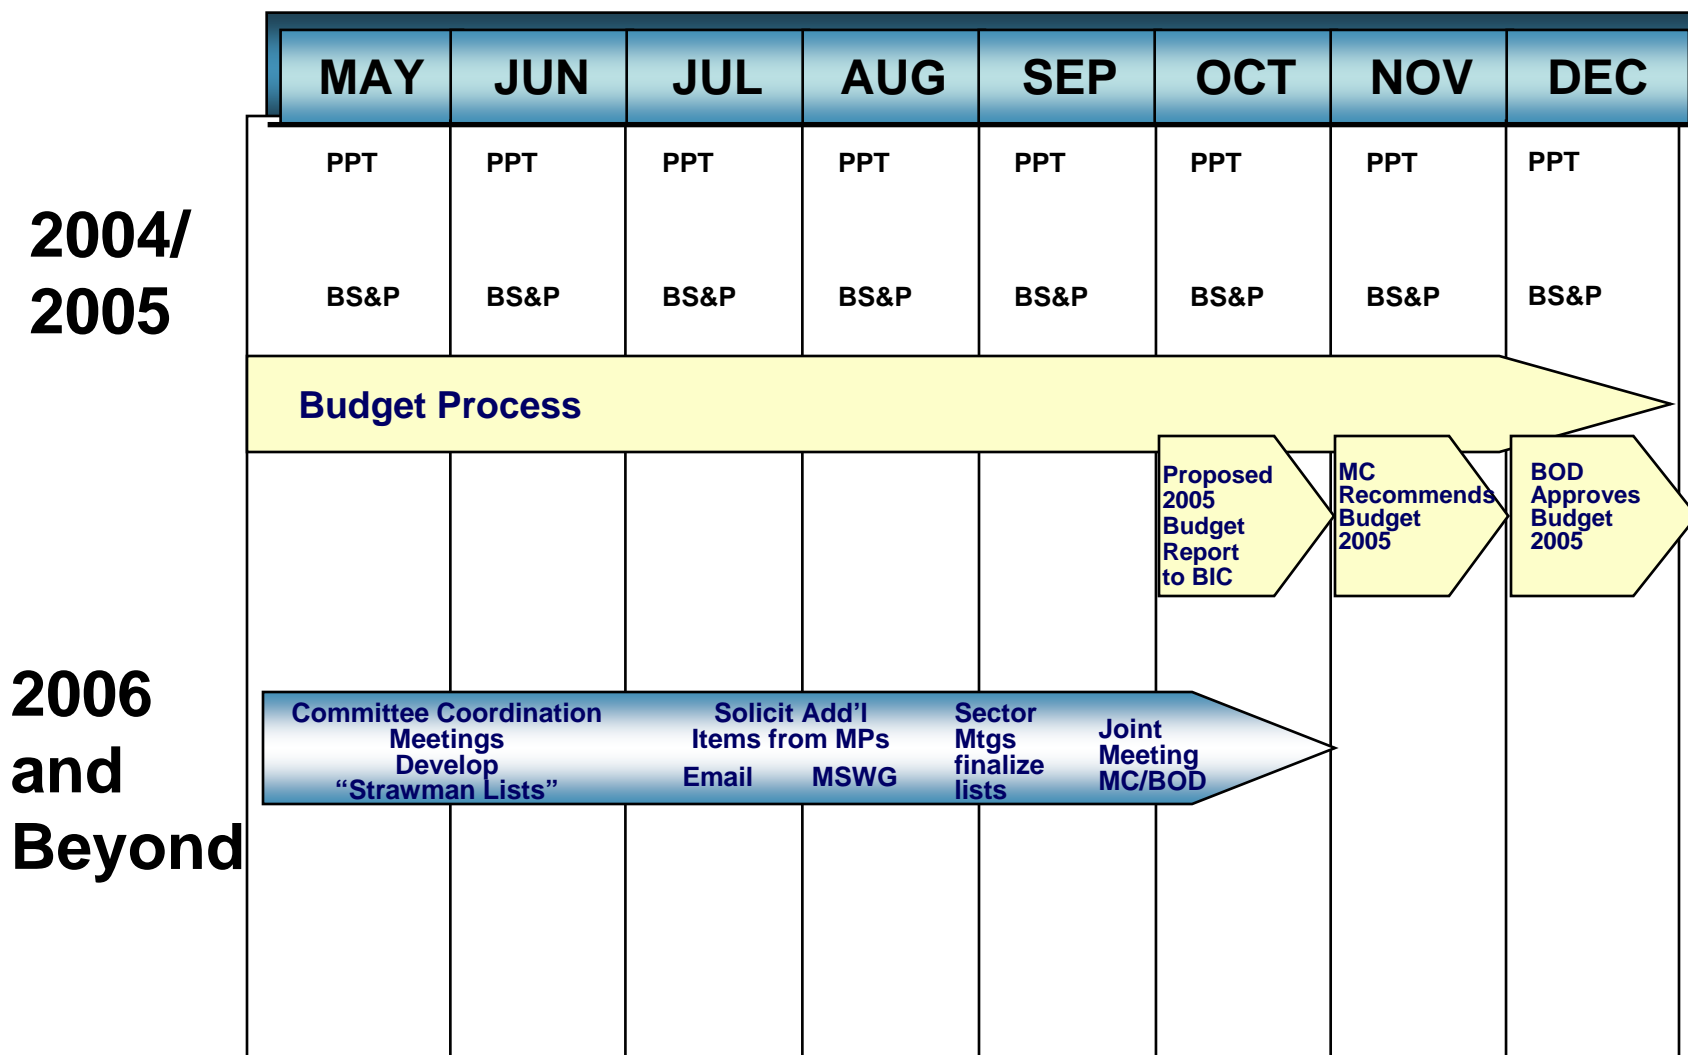 MAY JUN JUL AUG SEP OCT NOV DEC
PPT PPT PPT PPT PPT PPT PPT PPT
2004/
2005
BS&P BS&P BS&P BS&P BS&P BS&P BS&P BS&P
Budget Process
Proposed
2005
Budget
Report
to BIC
MC
Recommends
Budget
2005
BOD
Approves
Budget
2005
2006
and
Beyond
Committee Coordination
Meetings
Develop
“Strawman Lists”
Solicit Add’l
Items from MPs
Email MSWG
Sector
Mtgs
finalize
lists
Joint
Meeting
MC/BOD